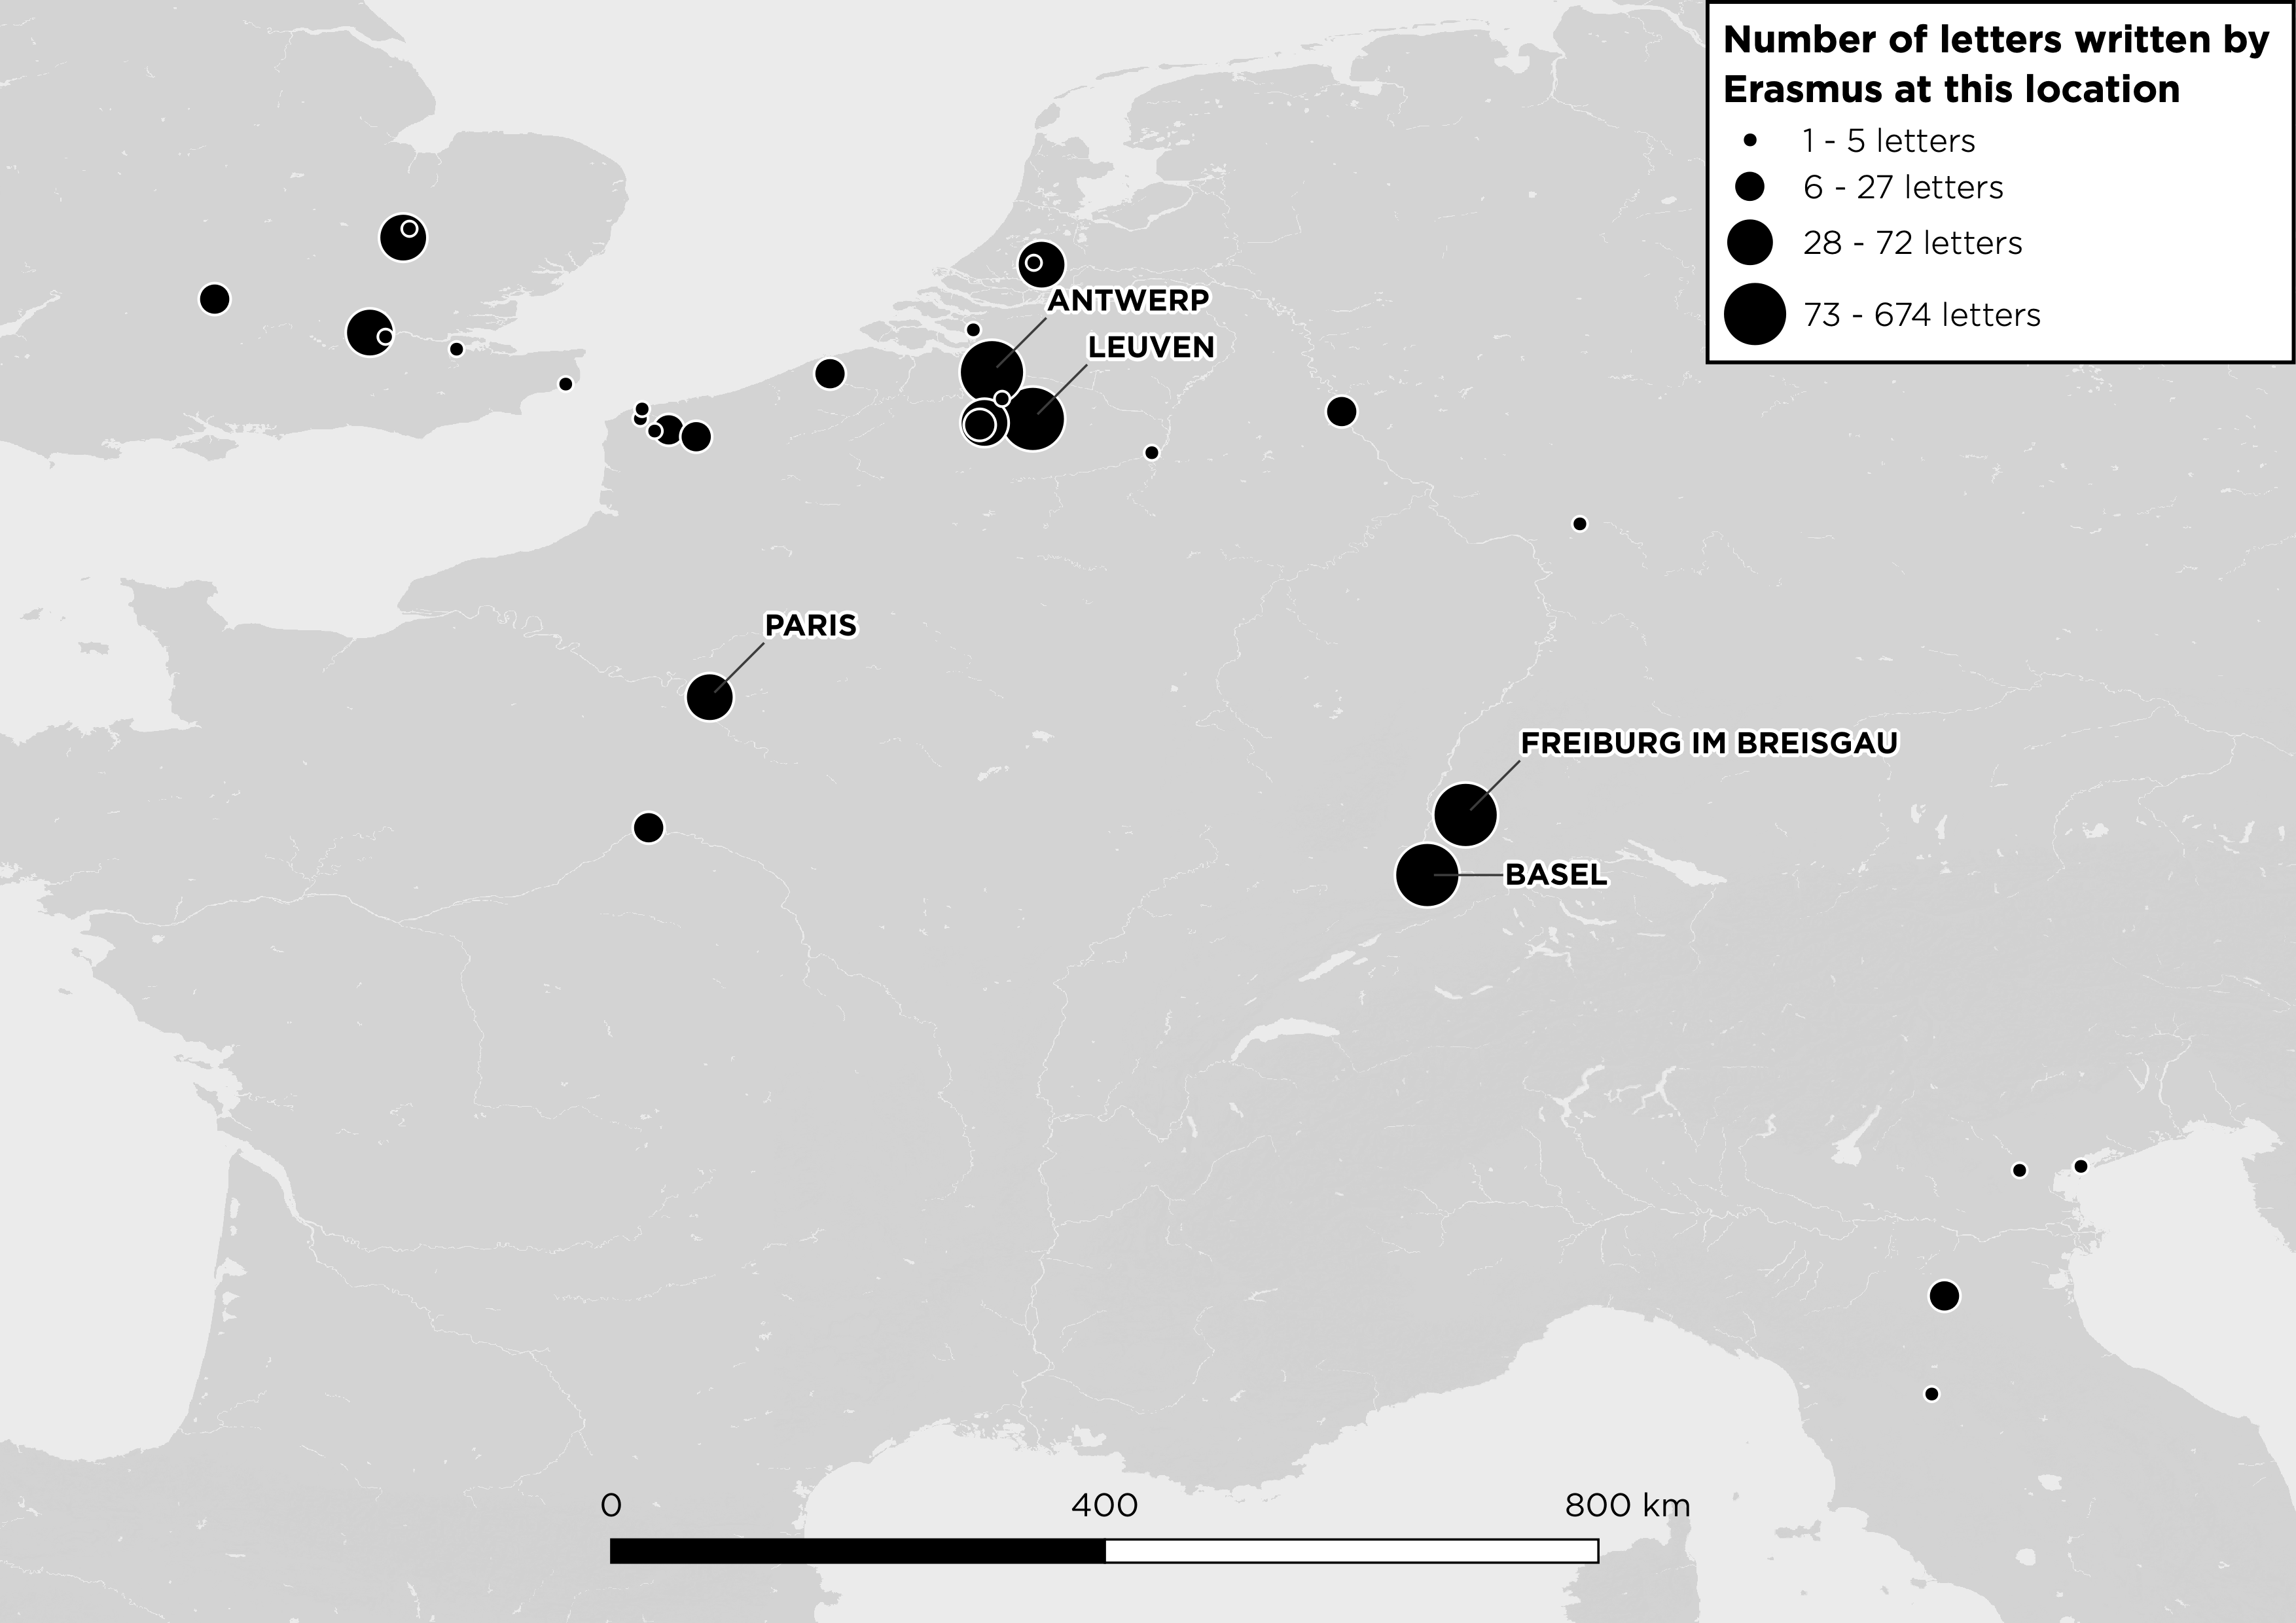 Number of letters written by
Erasmus at this location
1 - 5 letters
6 - 27 letters
28 - 72 letters
73 - 674 letters
ANTWERP
LEUVEN
PARIS
FREIBURG IM BREISGAU
BASEL
0 400 800 km